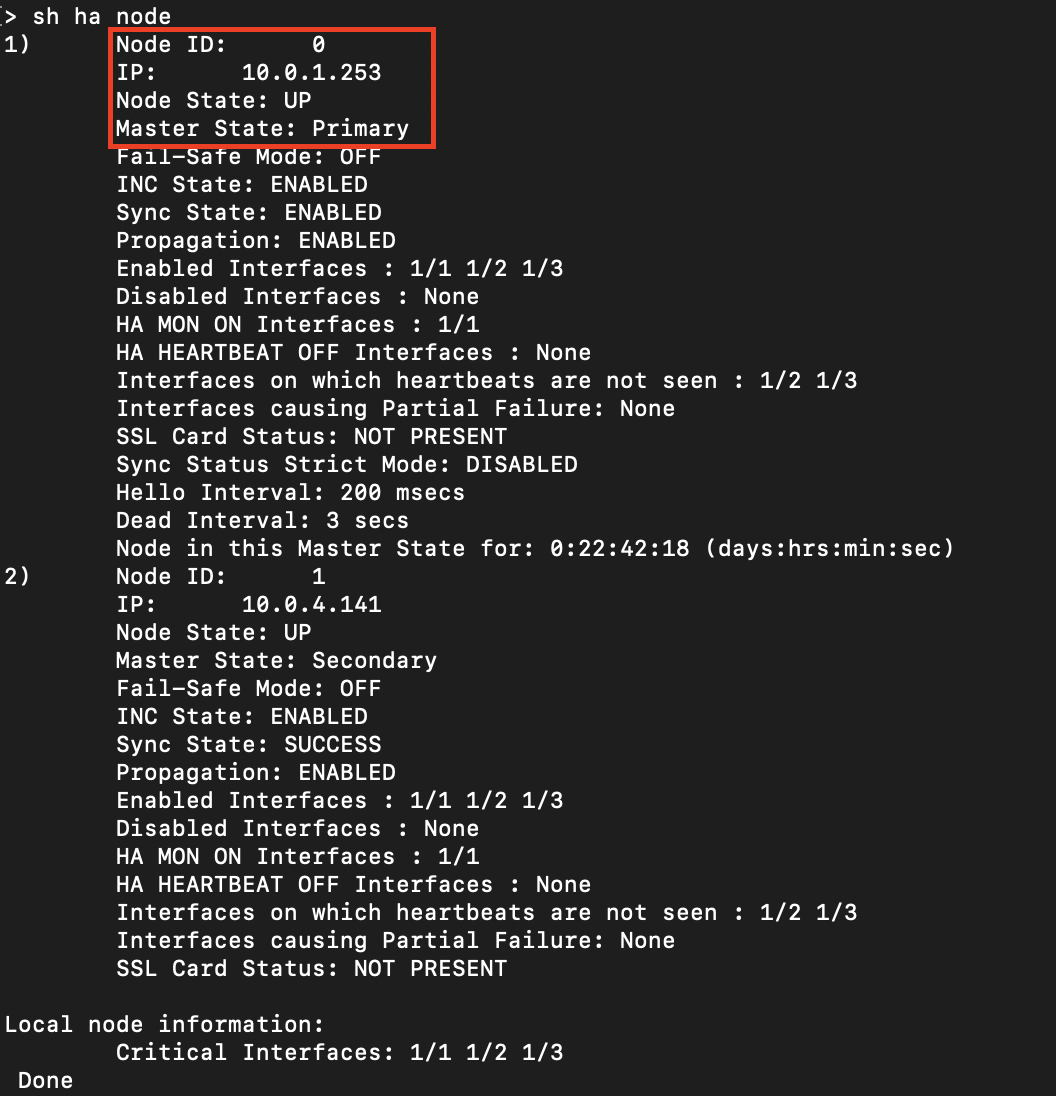 > sh ha node
1) Node ID: 0
IP: 10.0.1.253
Node State: UP
Master State: Primary
Fail-Safe Mode: OFF
INC State: ENABLED
Sync State: ENABLED
Propagation: ENABLED
Enabled Interfaces : 1/1 1/2 1/3
Disabled Interfaces : None
HA MON ON Interfaces : 1/1
HA HEARTBEAT OFF Interfaces : None
Interfaces on which heartbeats are not seen : 1/2 1/3
Interfaces causing Partial Failure: None
SSL Card Status: NOT PRESENT
Sync Status Strict Mode: DISABLED
Hello Interval: 200 msecs
Dead Interval: 3 secs
Node in this Master State for: 0:22:42:18 (days:hrs:min:sec)
2) Node ID: 1
IP: 10.0.4.141
Node State: UP
Master State: Secondary
Fail-Safe Mode: OFF
INC State: ENABLED
Sync State: SUCCESS
Propagation: ENABLED
Enabled Interfaces : 1/1 1/2 1/3
Disabled Interfaces : None
HA MON ON Interfaces : 1/1
HA HEARTBEAT OFF Interfaces : None
Interfaces on which heartbeats are not seen : 1/2 1/3
Interfaces causing Partial Failure: None
SSL Card Status: NOT PRESENT
Local node information:
Critical Interfaces: 1/1 1/2 1/3
Done